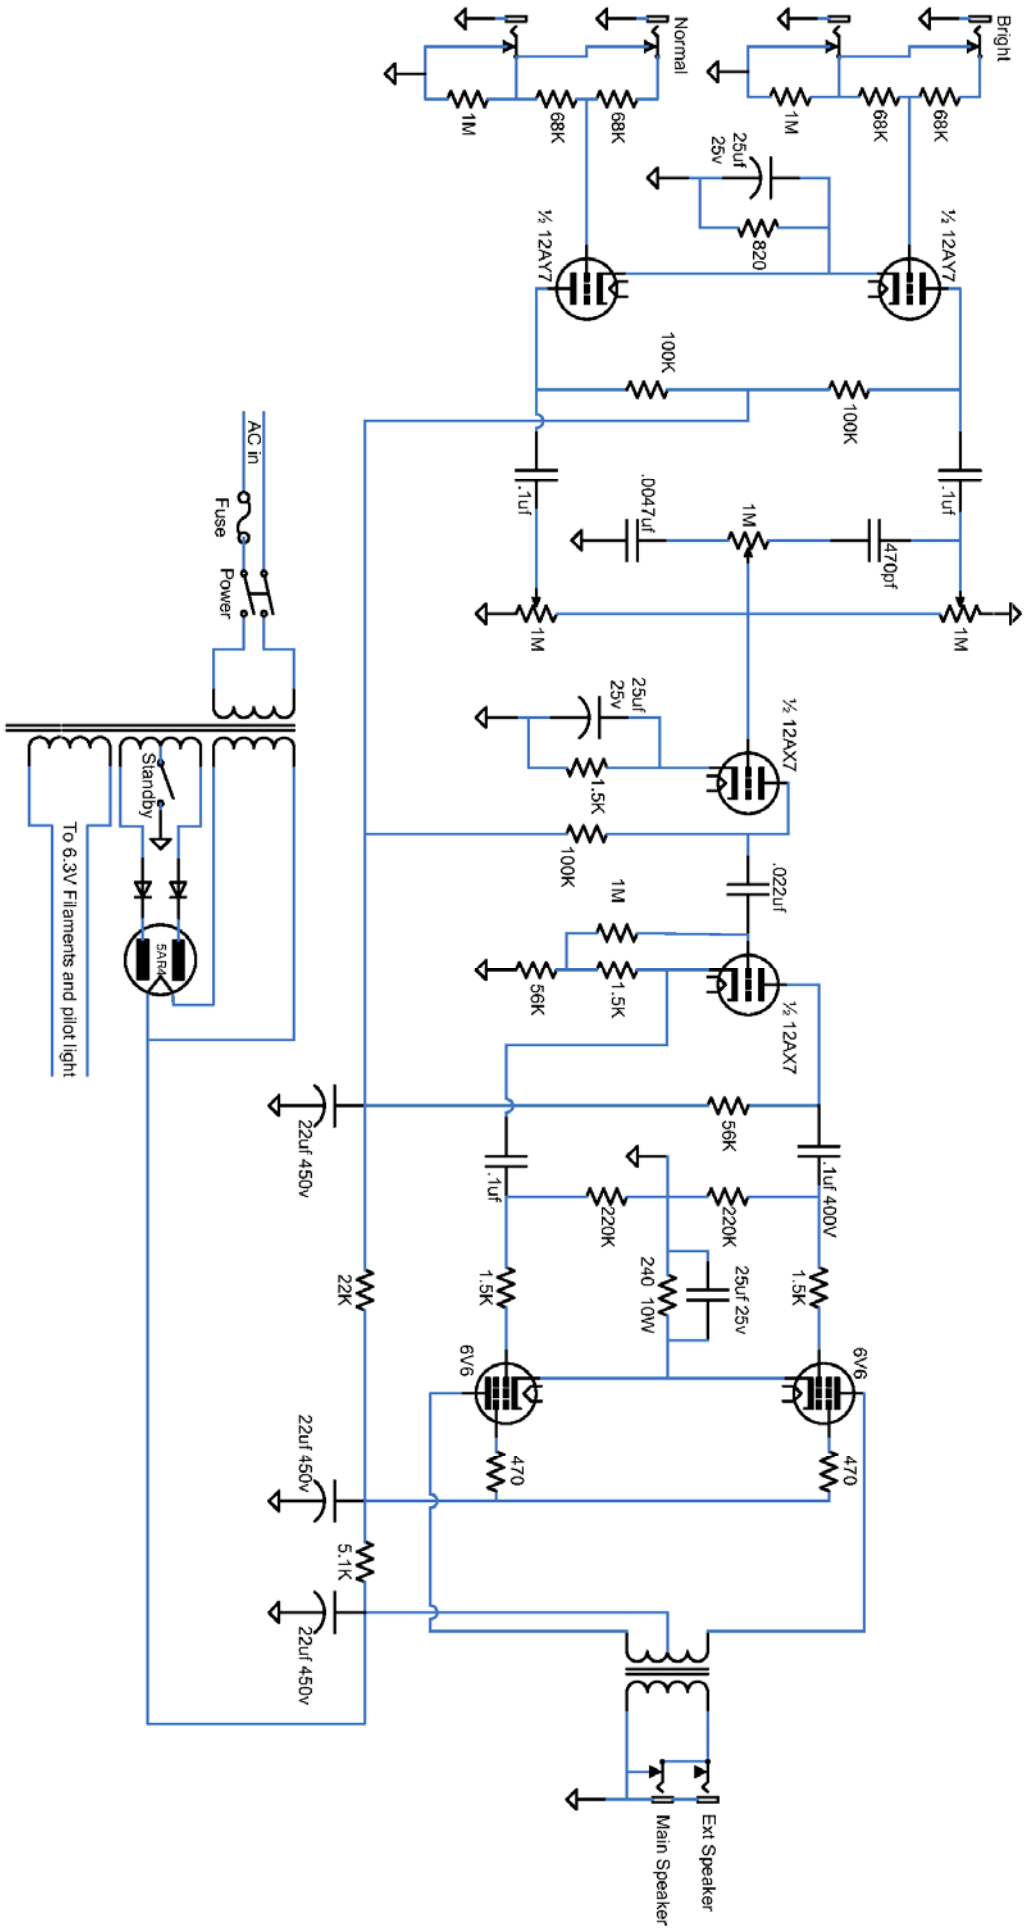 Bright
68K
68K
1M
Normal
68K
68K
1M
25uf
25v
820
½ 12AY7
½ 12AY7
100K
100K
.1uf
.1uf
470pf
1M
.0047uf
1M
1M
½ 12AX7
25uf
25v
1.5K
100K
.022uf
1M
1.5K
56K
½ 12AX7
56K
.1uf 400V
.1uf
220K
220K
25uf 25v
240 10W
1.5K
1.5K
6V6
6V6
470
470
22uf 450v
22K
22uf 450v
5.1K
22uf 450v
Ext Speaker
Main Speaker
AC in
Fuse
Power
Standby
5AR4
To 6.3V Filaments and pilot light